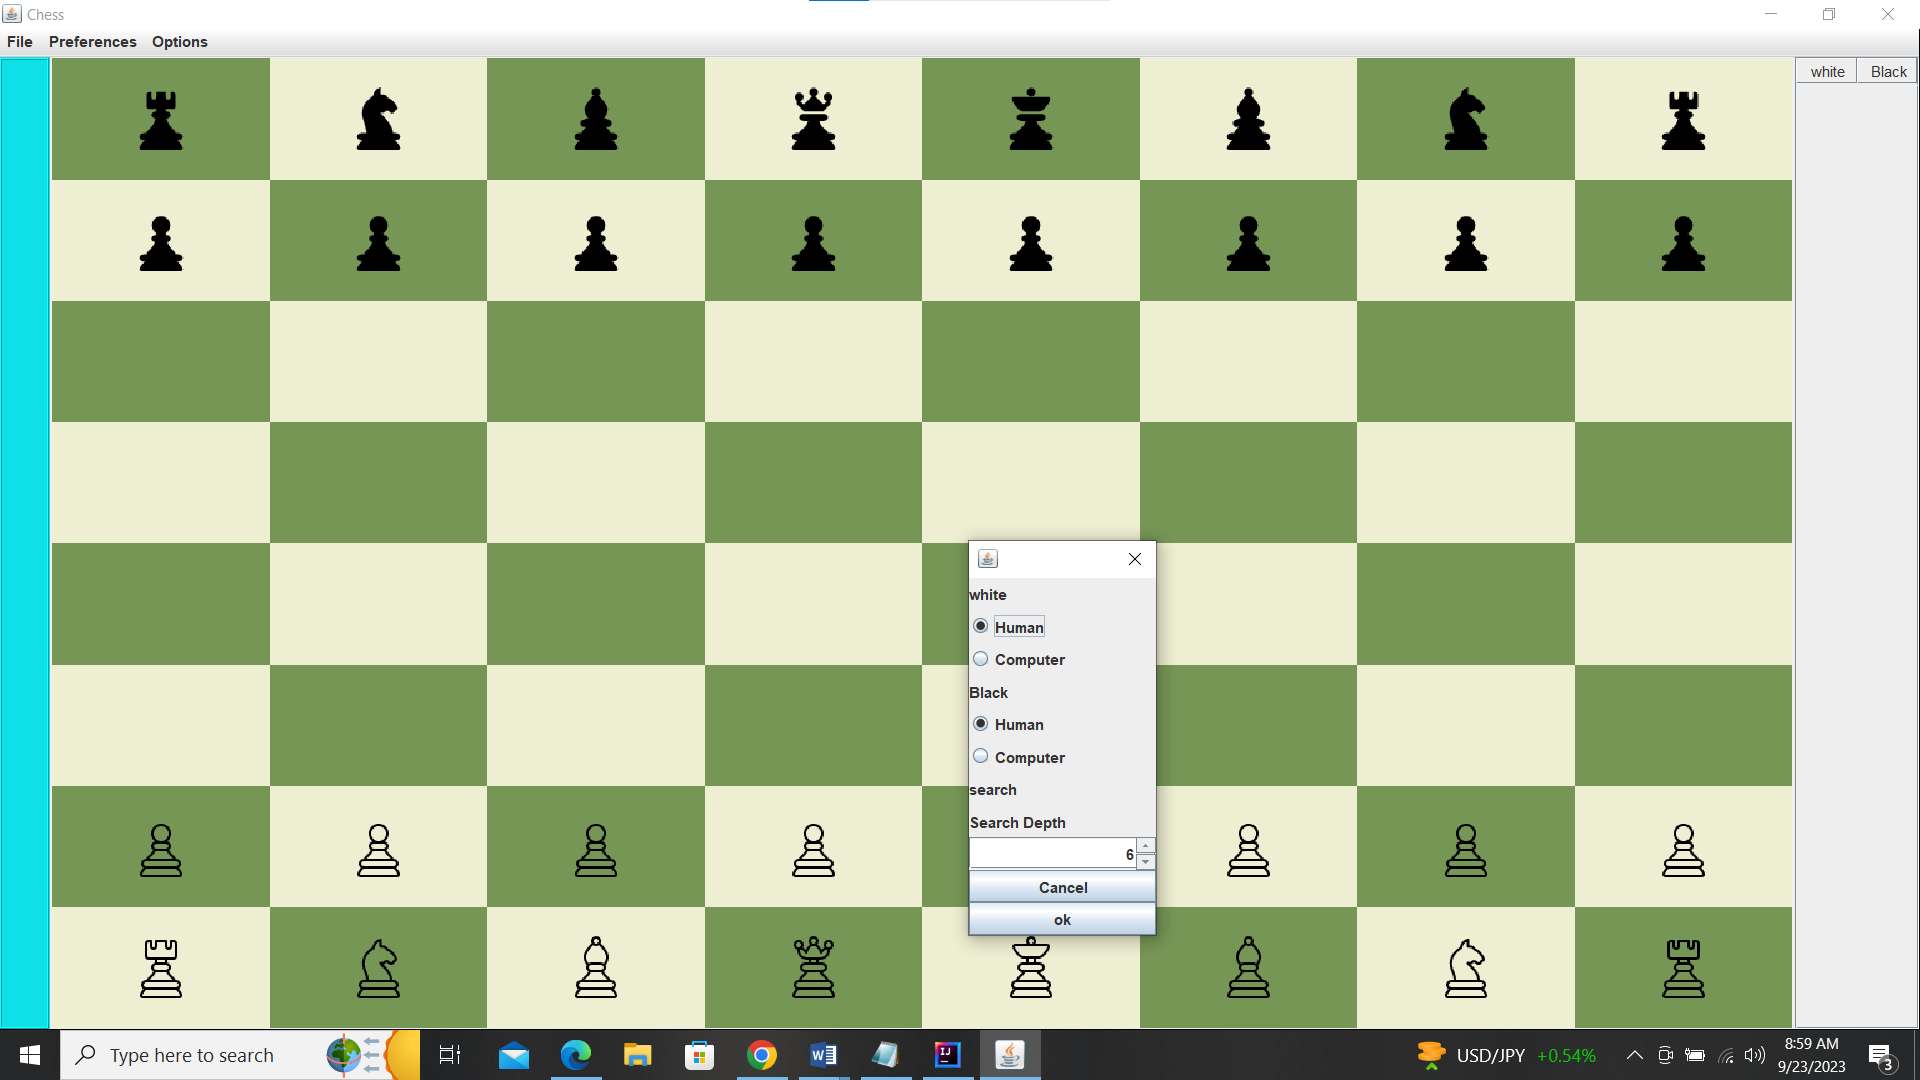 Chess
File Preferences Options
white Black
white
Human
Computer
Black
Human
Computer
search
Search Depth
6
Cancel
ok
Type here to search
USD/JPY +0.54%
8:59 AM
9/23/2023
3
W
IJ